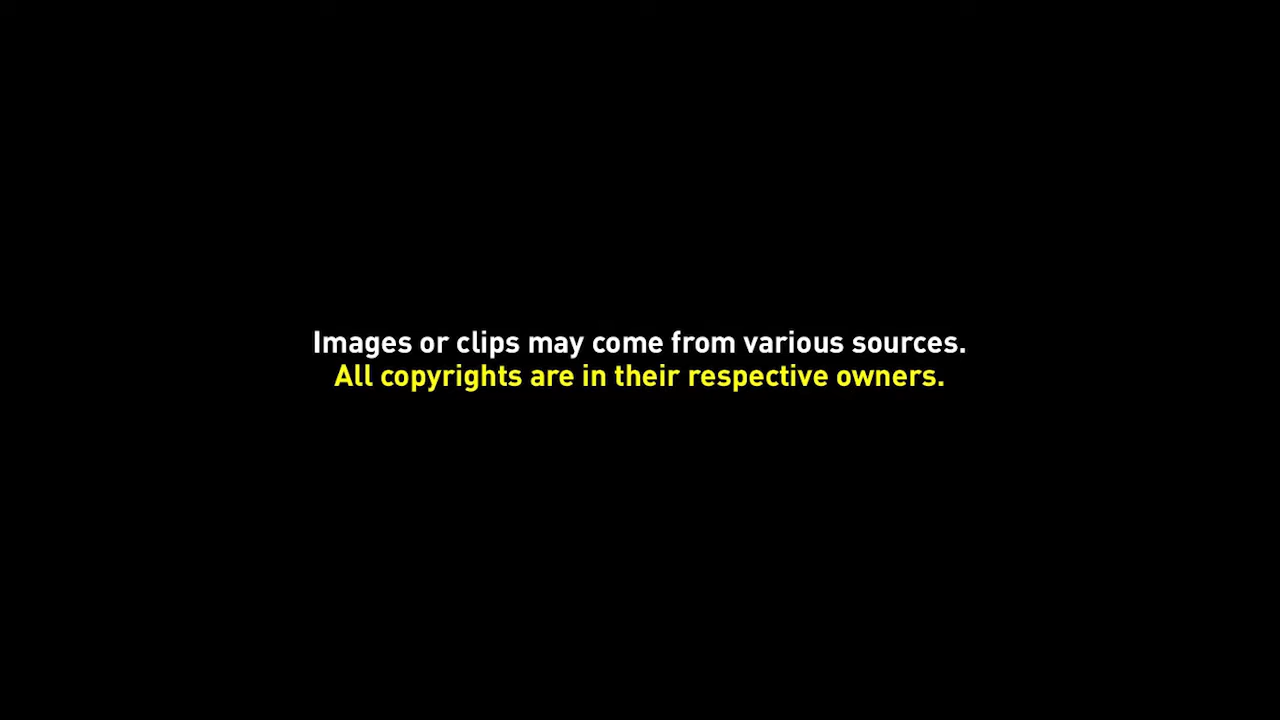 Images or clips may come from various sources.
All copyrights are in their respective owners.